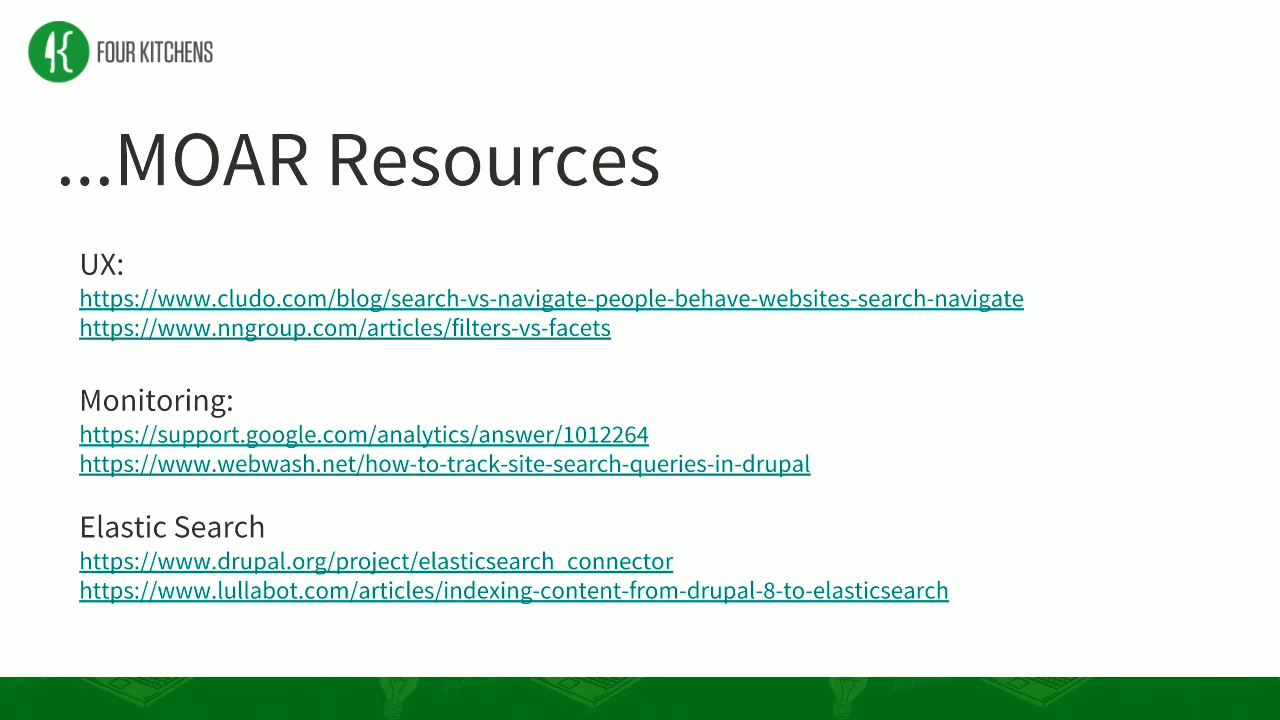 FOUR KITCHENS
...MOAR Resources
UX:
https://www.cludo.com/blog/search-vs-navigate-people-behave-websites-search-navigate
https://www.nngroup.com/articles/filters-vs-facets
Monitoring:
https://support.google.com/analytics/answer/1012264
https://www.webwash.net/how-to-track-site-search-queries-in-drupal
Elastic Search
https://www.drupal.org/project/elasticsearch_connector
https://www.lullabot.com/articles/indexing-content-from-drupal-8-to-elasticsearch